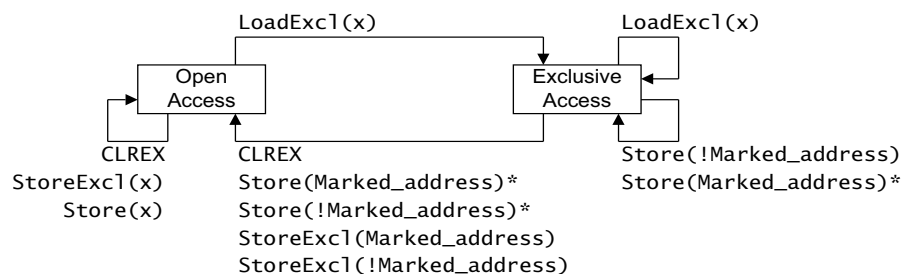 LoadExcl(x)
LoadExcl(x)
Open
Access
Exclusive
Access
CLREX
StoreExcl(x)
Store(x)
CLREX
Store(Marked_address)*
Store(!Marked_address)*
StoreExcl(Marked_address)
StoreExcl(!Marked_address)
Store(!Marked_address)
Store(Marked_address)*